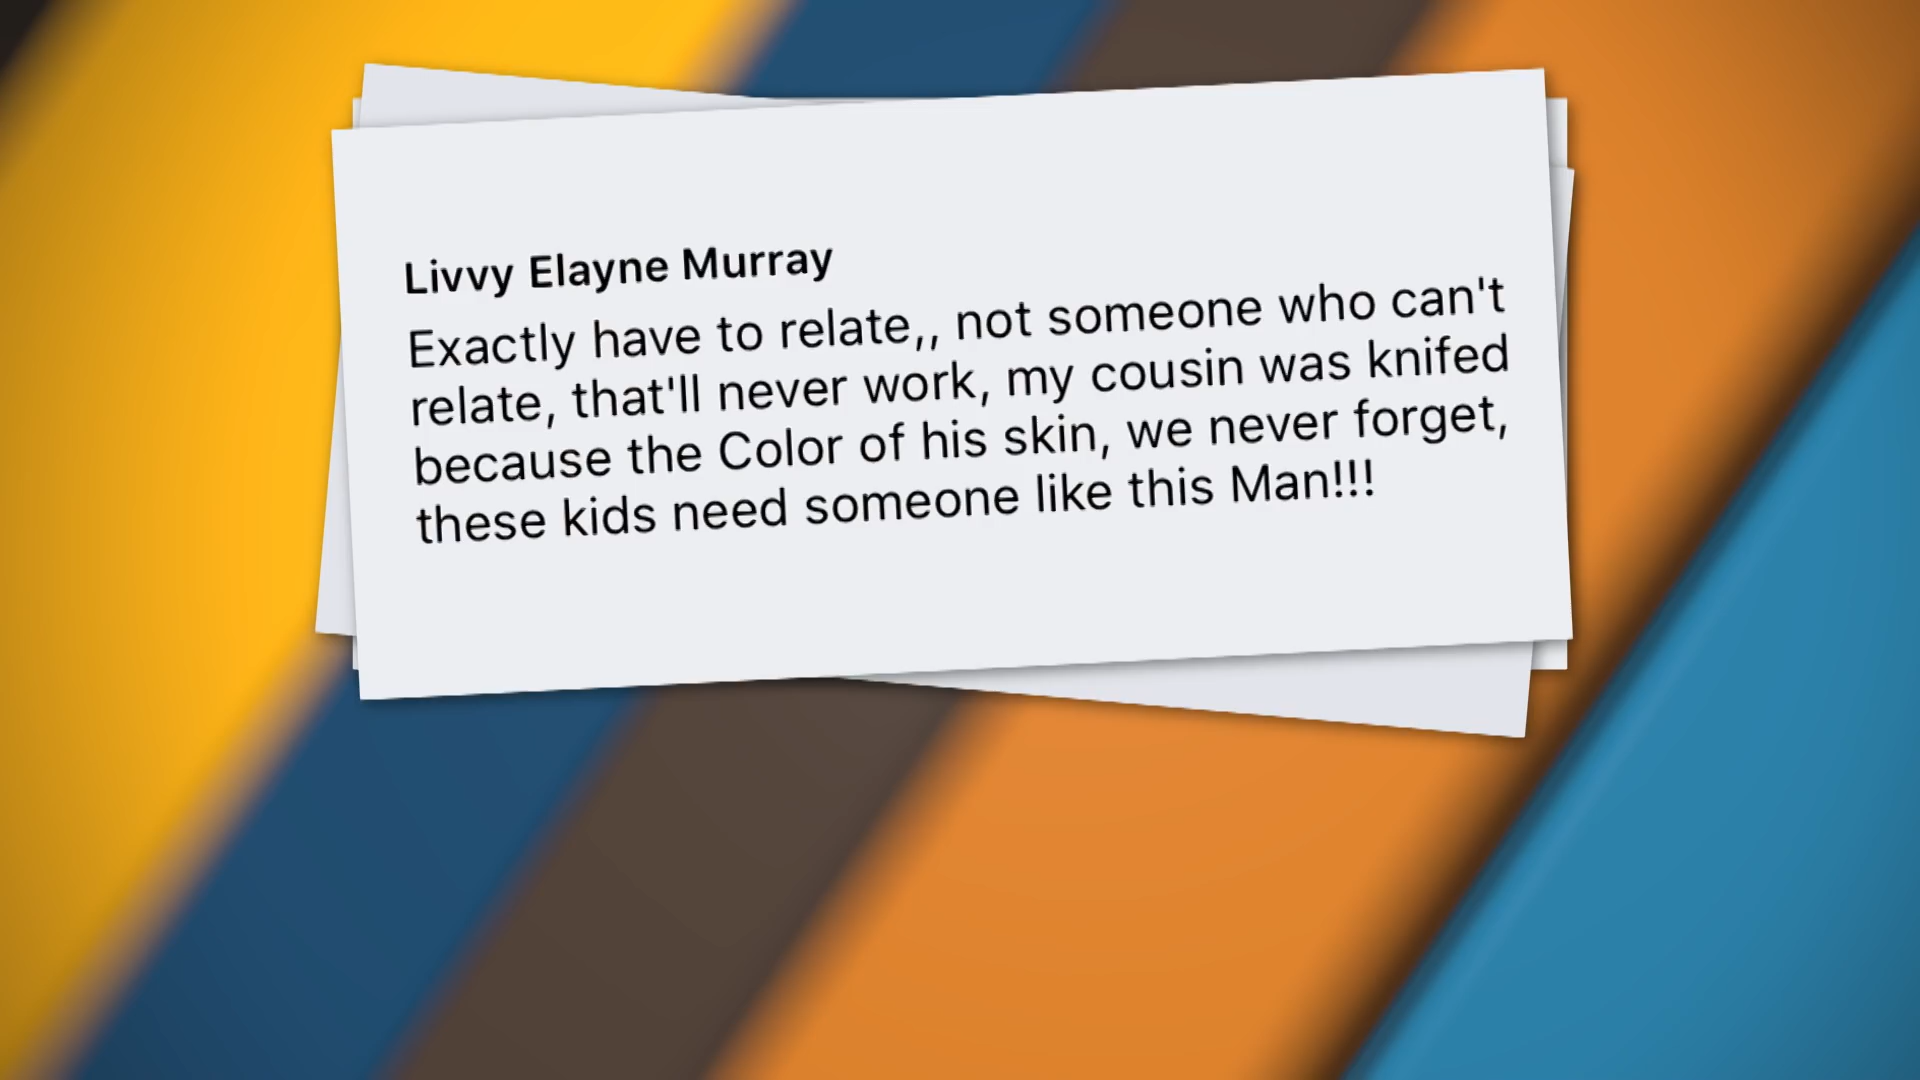 Livvy Elayne Murray
Exactly have to relate,, not someone who can't
relate, that'll never work, my cousin was knifed
because the Color of his skin, we never forget,
these kids need someone like this Man!!!